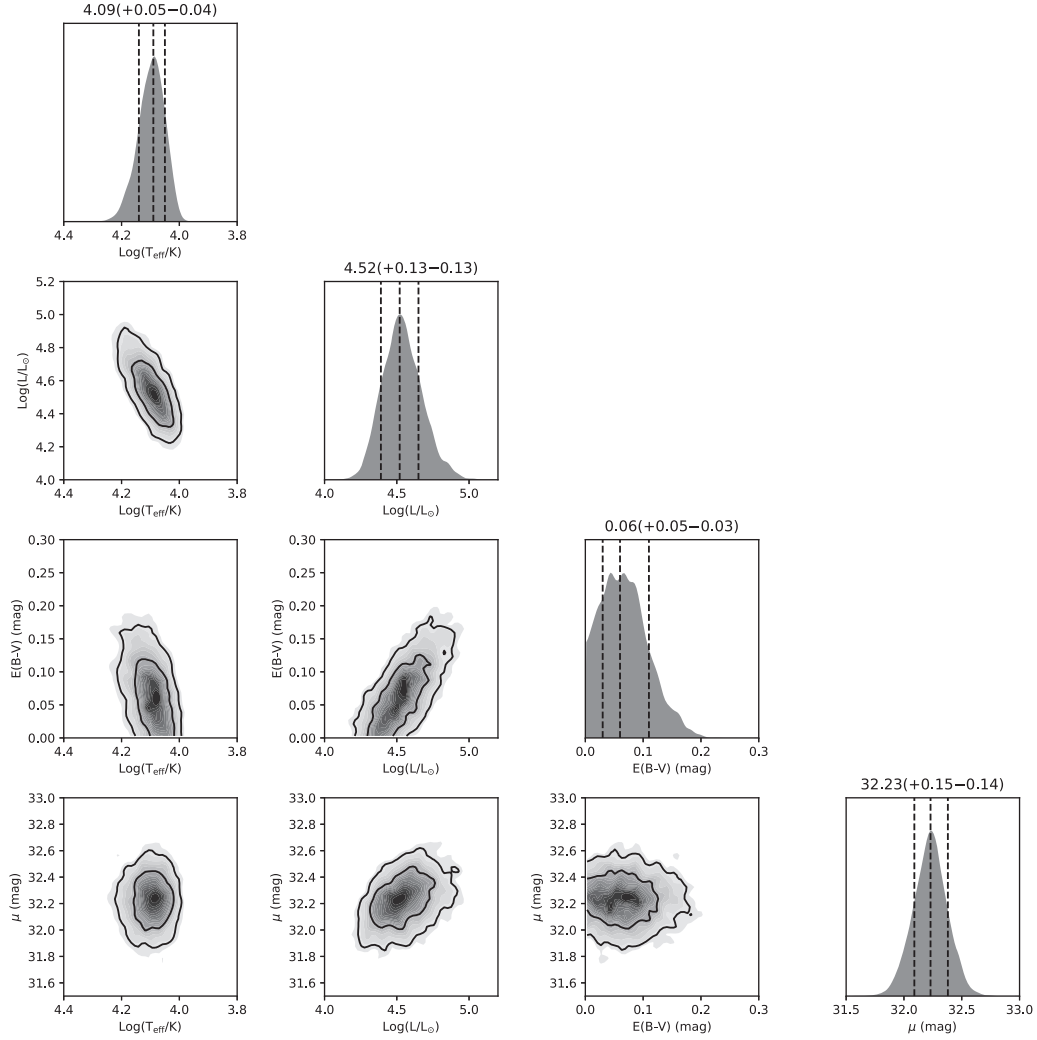 4.09(+0.05−0.04)
4.4 4.2 4.0 3.8
Log(T_eff/K)
4.52(+0.13−0.13)
5.2
5.0
4.8
4.6
4.4
4.2
4.0
Log(L/L⊙)
4.4 4.2 4.0 3.8
Log(T_eff/K)
4.0 4.5 5.0
Log(L/L⊙)
0.06(+0.05−0.03)
0.30
0.25
0.20
0.15
0.10
0.05
0.00
E(B-V) (mag)
4.4 4.2 4.0 3.8
Log(T_eff/K)
4.0 4.5 5.0
Log(L/L⊙)
0.30
0.25
0.20
0.15
0.10
0.05
0.00
E(B-V) (mag)
0.0 0.1 0.2 0.3
E(B-V) (mag)
32.23(+0.15−0.14)
33.0
32.8
32.6
32.4
32.2
32.0
31.8
31.6
μ (mag)
4.4 4.2 4.0 3.8
Log(T_eff/K)
33.0
32.8
32.6
32.4
32.2
32.0
31.8
31.6
μ (mag)
4.0 4.5 5.0
Log(L/L⊙)
33.0
32.8
32.6
32.4
32.2
32.0
31.8
31.6
μ (mag)
0.0 0.1 0.2 0.3
E(B-V) (mag)
31.5 32.0 32.5 33.0
μ (mag)